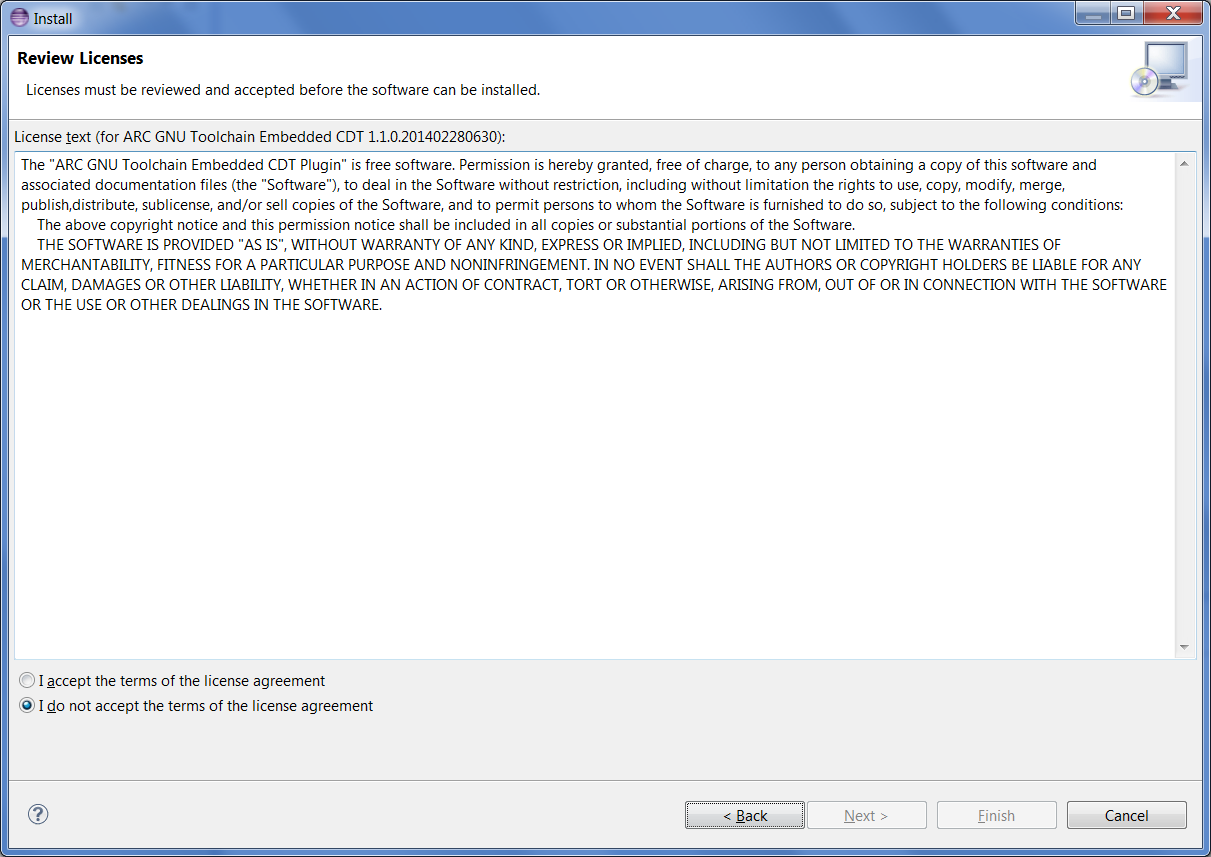 Install
Review Licenses
Licenses must be reviewed and accepted before the software can be installed.
License text (for ARC GNU Toolchain Embedded CDT 1.1.0.201402280630):
The "ARC GNU Toolchain Embedded CDT Plugin" is free software. Permission is hereby granted, free of charge, to any person obtaining a copy of this software and
associated documentation files (the "Software"), to deal in the Software without restriction, including without limitation the rights to use, copy, modify, merge,
publish,distribute, sublicense, and/or sell copies of the Software, and to permit persons to whom the Software is furnished to do so, subject to the following conditions:
The above copyright notice and this permission notice shall be included in all copies or substantial portions of the Software.
THE SOFTWARE IS PROVIDED "AS IS", WITHOUT WARRANTY OF ANY KIND, EXPRESS OR IMPLIED, INCLUDING BUT NOT LIMITED TO THE WARRANTIES OF
MERCHANTABILITY, FITNESS FOR A PARTICULAR PURPOSE AND NONINFRINGEMENT. IN NO EVENT SHALL THE AUTHORS OR COPYRIGHT HOLDERS BE LIABLE FOR ANY
CLAIM, DAMAGES OR OTHER LIABILITY, WHETHER IN AN ACTION OF CONTRACT, TORT OR OTHERWISE, ARISING FROM, OUT OF OR IN CONNECTION WITH THE SOFTWARE
OR THE USE OR OTHER DEALINGS IN THE SOFTWARE.
I accept the terms of the license agreement
I do not accept the terms of the license agreement
? < Back Next > Finish Cancel